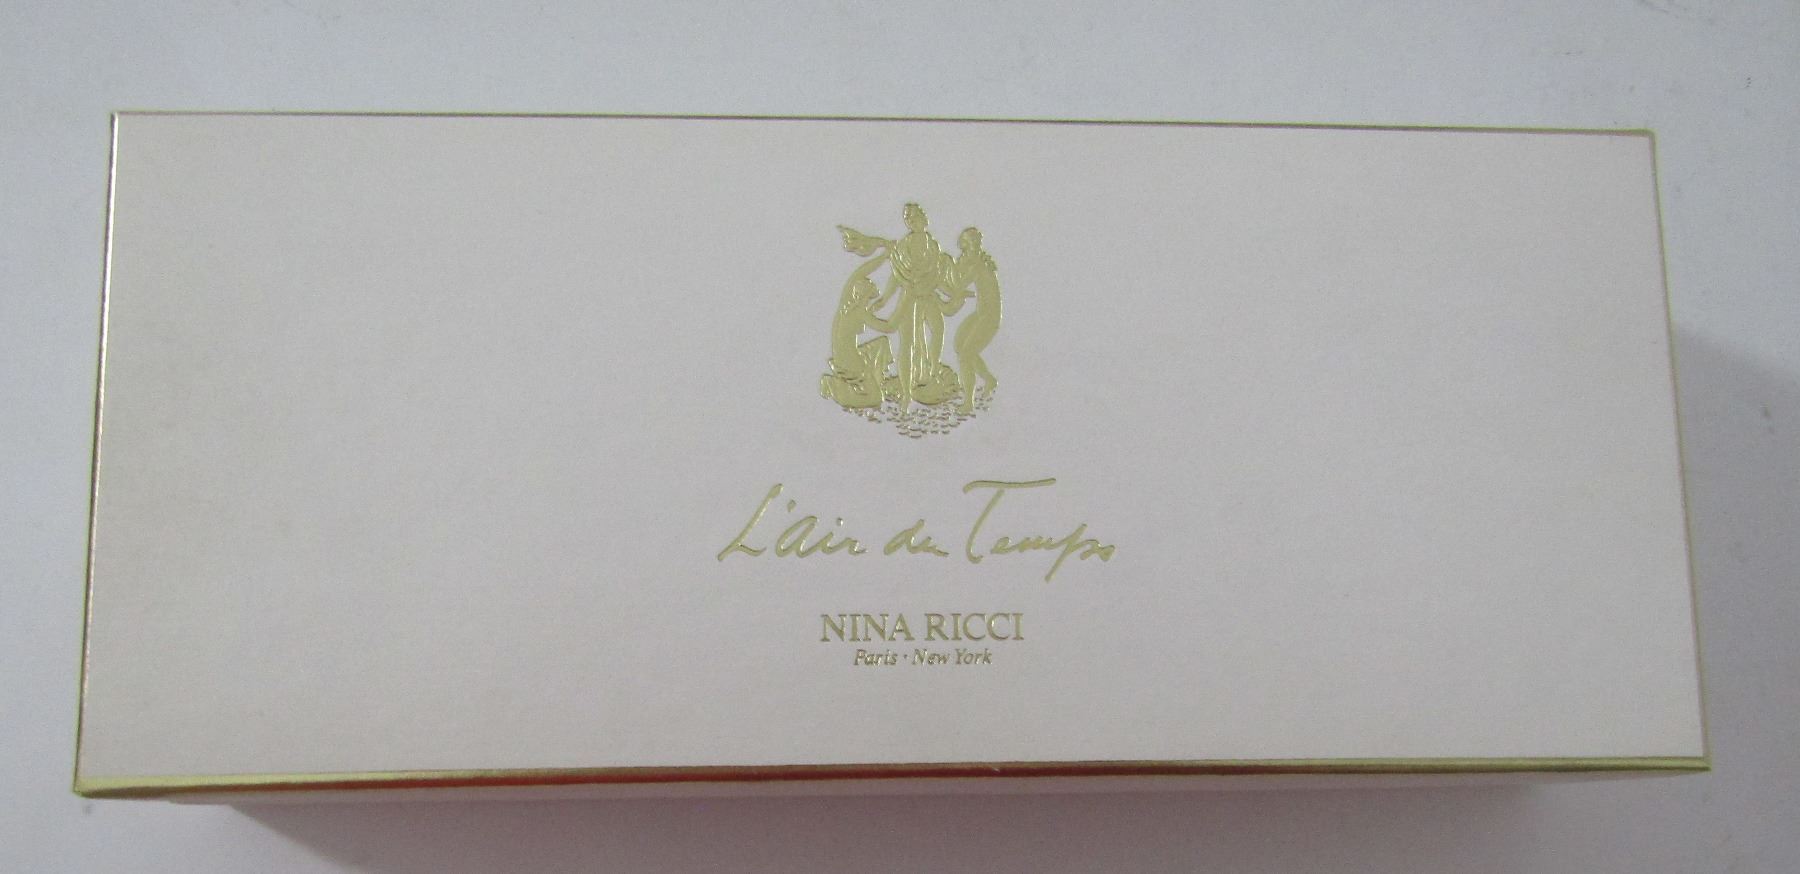 L'air du Temps
NINA RICCI
Paris · New York